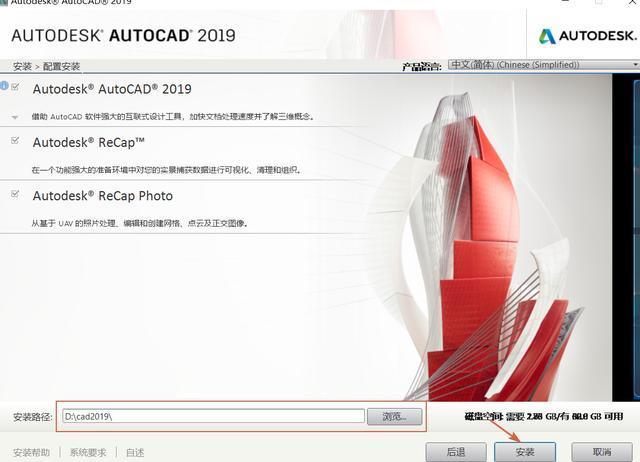 Autodesk® AutoCAD® 2019
AUTODESK® AUTOCAD® 2019
AUTODESK.
安装 > 配置安装
产品语言: 中文(简体) (Chinese (Simplified))
Autodesk® AutoCAD® 2019
借助 AutoCAD 软件强大的互联式设计工具，加快文档处理速度并了解三维概念。
Autodesk® ReCap™
在一个功能强大的准备环境中对您的实景捕获数据进行可视化、清理和组织。
Autodesk® ReCap Photo
从基于 UAV 的照片处理、编辑和创建网格、点云及正交图像。
安装路径: D:\cad2019\ 浏览...
磁盘空间: 需要 GB/有 GB 可用
安装帮助 | 系统要求 | 自述
后退 安装 取消